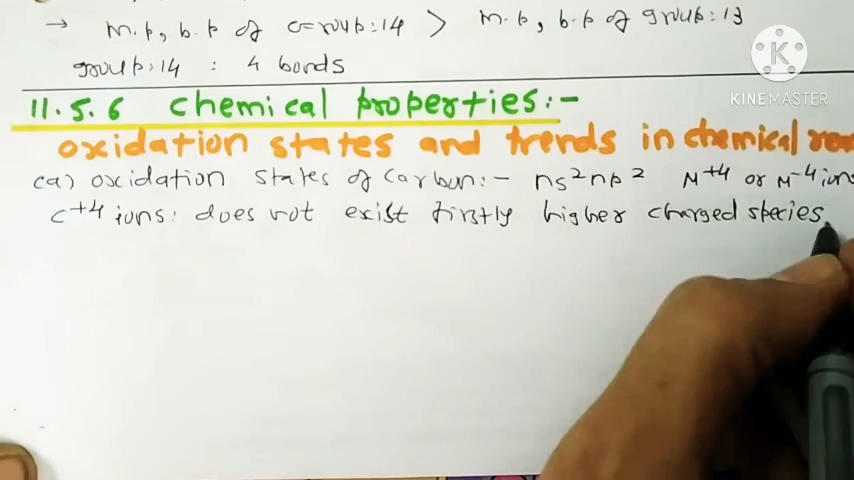 → m.p, b.p of Group:14 > m.p, b.p of group:13
group:14 : 4 bonds
KINEMASTER
11.5.6 chemical properties:-
oxidation states and trends in chemical
(a) oxidation states of carbon:- ns²np² M⁺⁴ or M⁻⁴ ions
C⁺⁴ ions: does not exist firstly higher charged species,